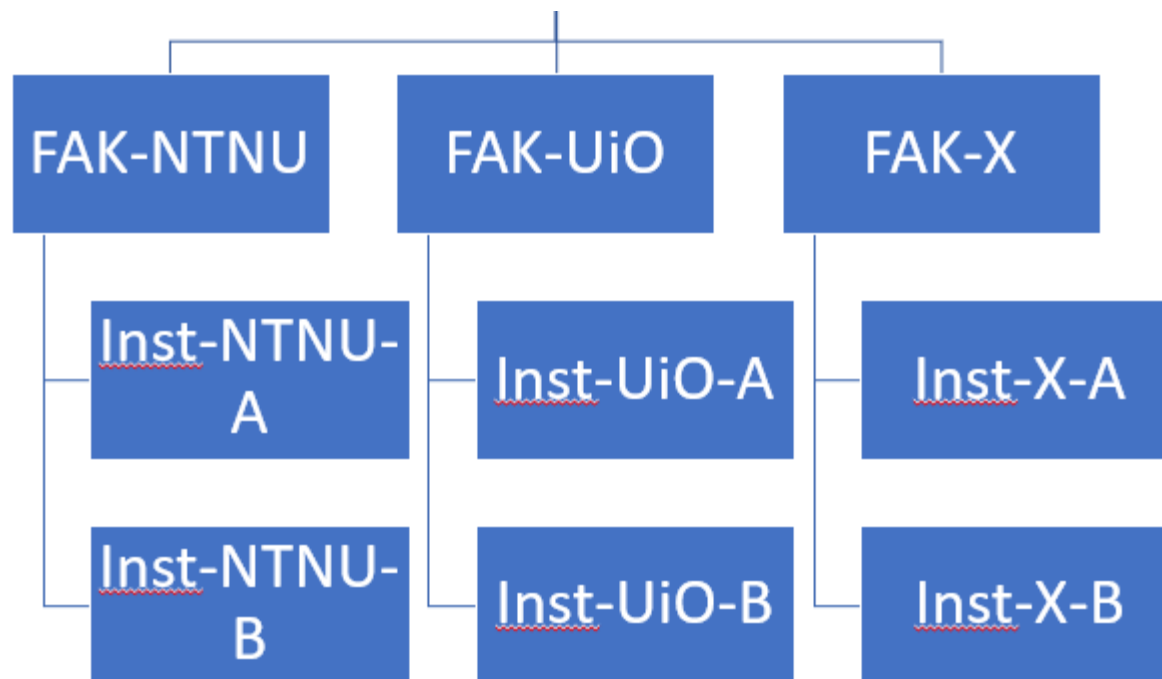 FAK-NTNU
FAK-UiO
FAK-X
Inst-NTNU-
A
Inst-UiO-A
Inst-X-A
Inst-NTNU-
B
Inst-UiO-B
Inst-X-B